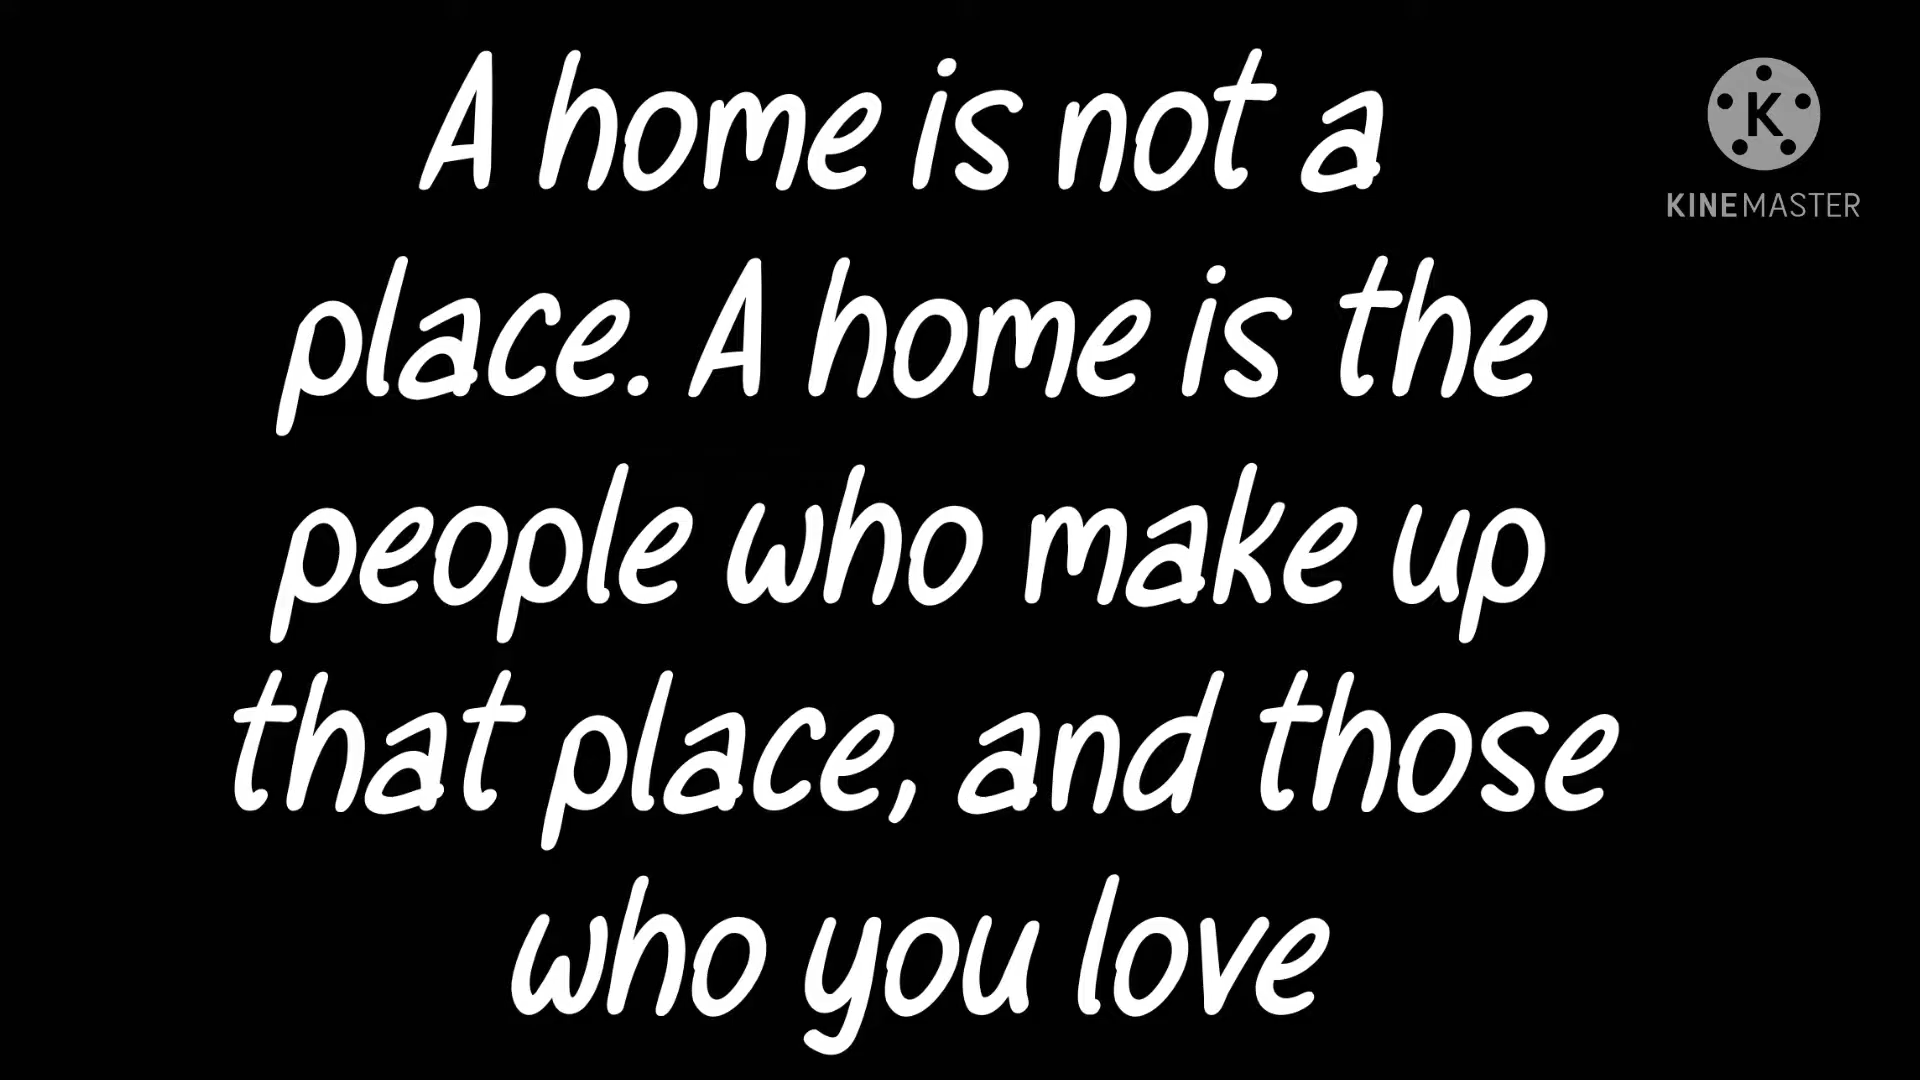 A home is not a
place. A home is the
people who make up
that place, and those
who you love
K
KINEMASTER